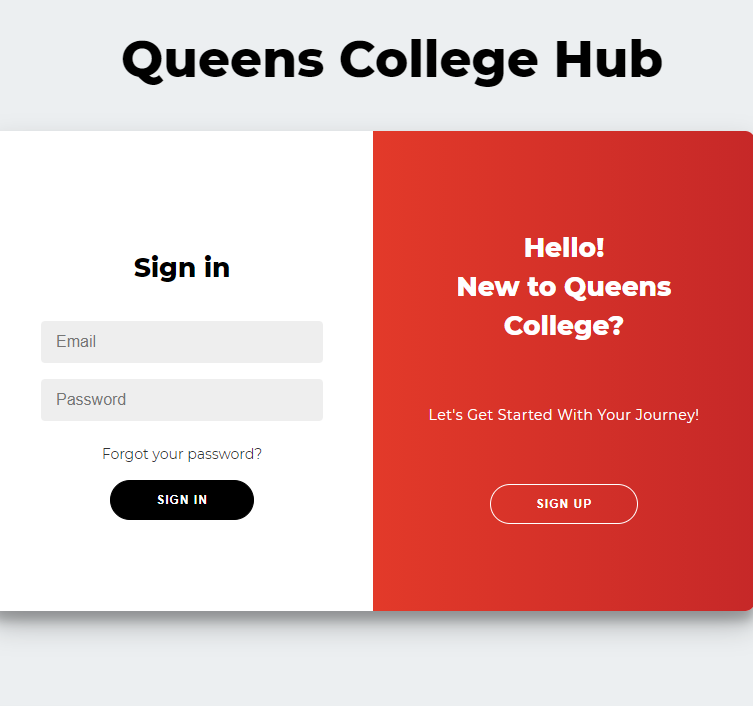 Queens College Hub
Sign in
Email
Password
Forgot your password?
SIGN IN
Hello!
New to Queens
College?
Let's Get Started With Your Journey!
SIGN UP